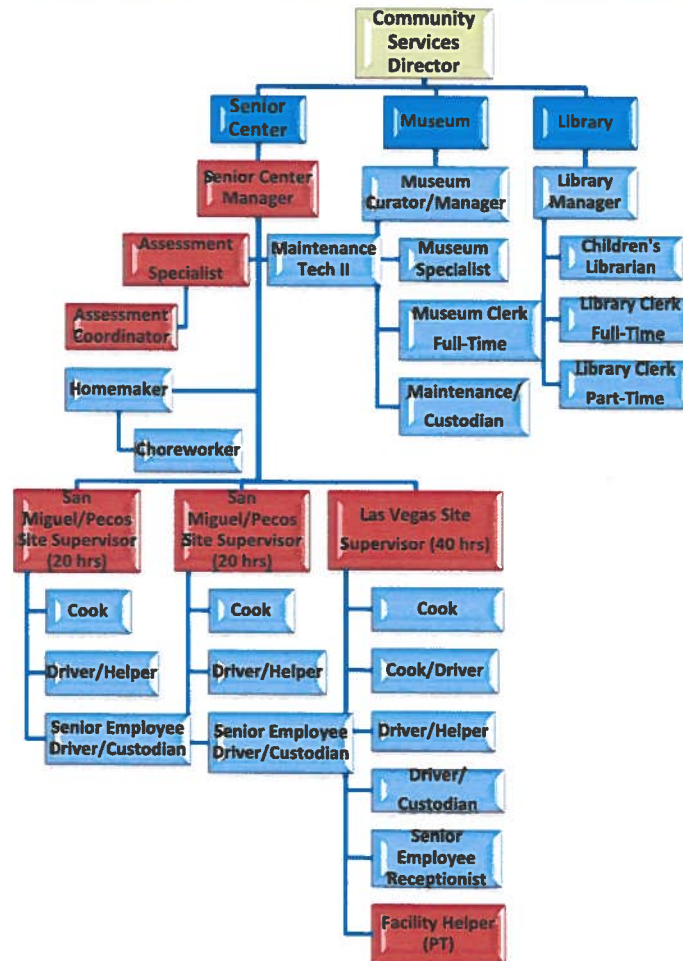 Community
Services
Director
Senior
Center
Museum
Library
Senior Center
Manager
Museum
Curator/Manager
Library
Manager
Assessment
Specialist
Maintenance
Tech II
Museum
Specialist
Children's
Librarian
Assessment
Coordinator
Museum Clerk
Full-Time
Library Clerk
Full-Time
Homemaker
Maintenance/
Custodian
Library Clerk
Part-Time
Choreworker
San
Miguel/Pecos
Site Supervisor
(20 hrs)
San
Miguel/Pecos
Site Supervisor
(20 hrs)
Las Vegas Site
Supervisor (40 hrs)
Cook
Cook
Cook
Driver/Helper
Driver/Helper
Cook/Driver
Senior Employee
Driver/Custodian
Senior Employee
Driver/Custodian
Driver/Helper
Driver/
Custodian
Senior
Employee
Receptionist
Facility Helper
(PT)